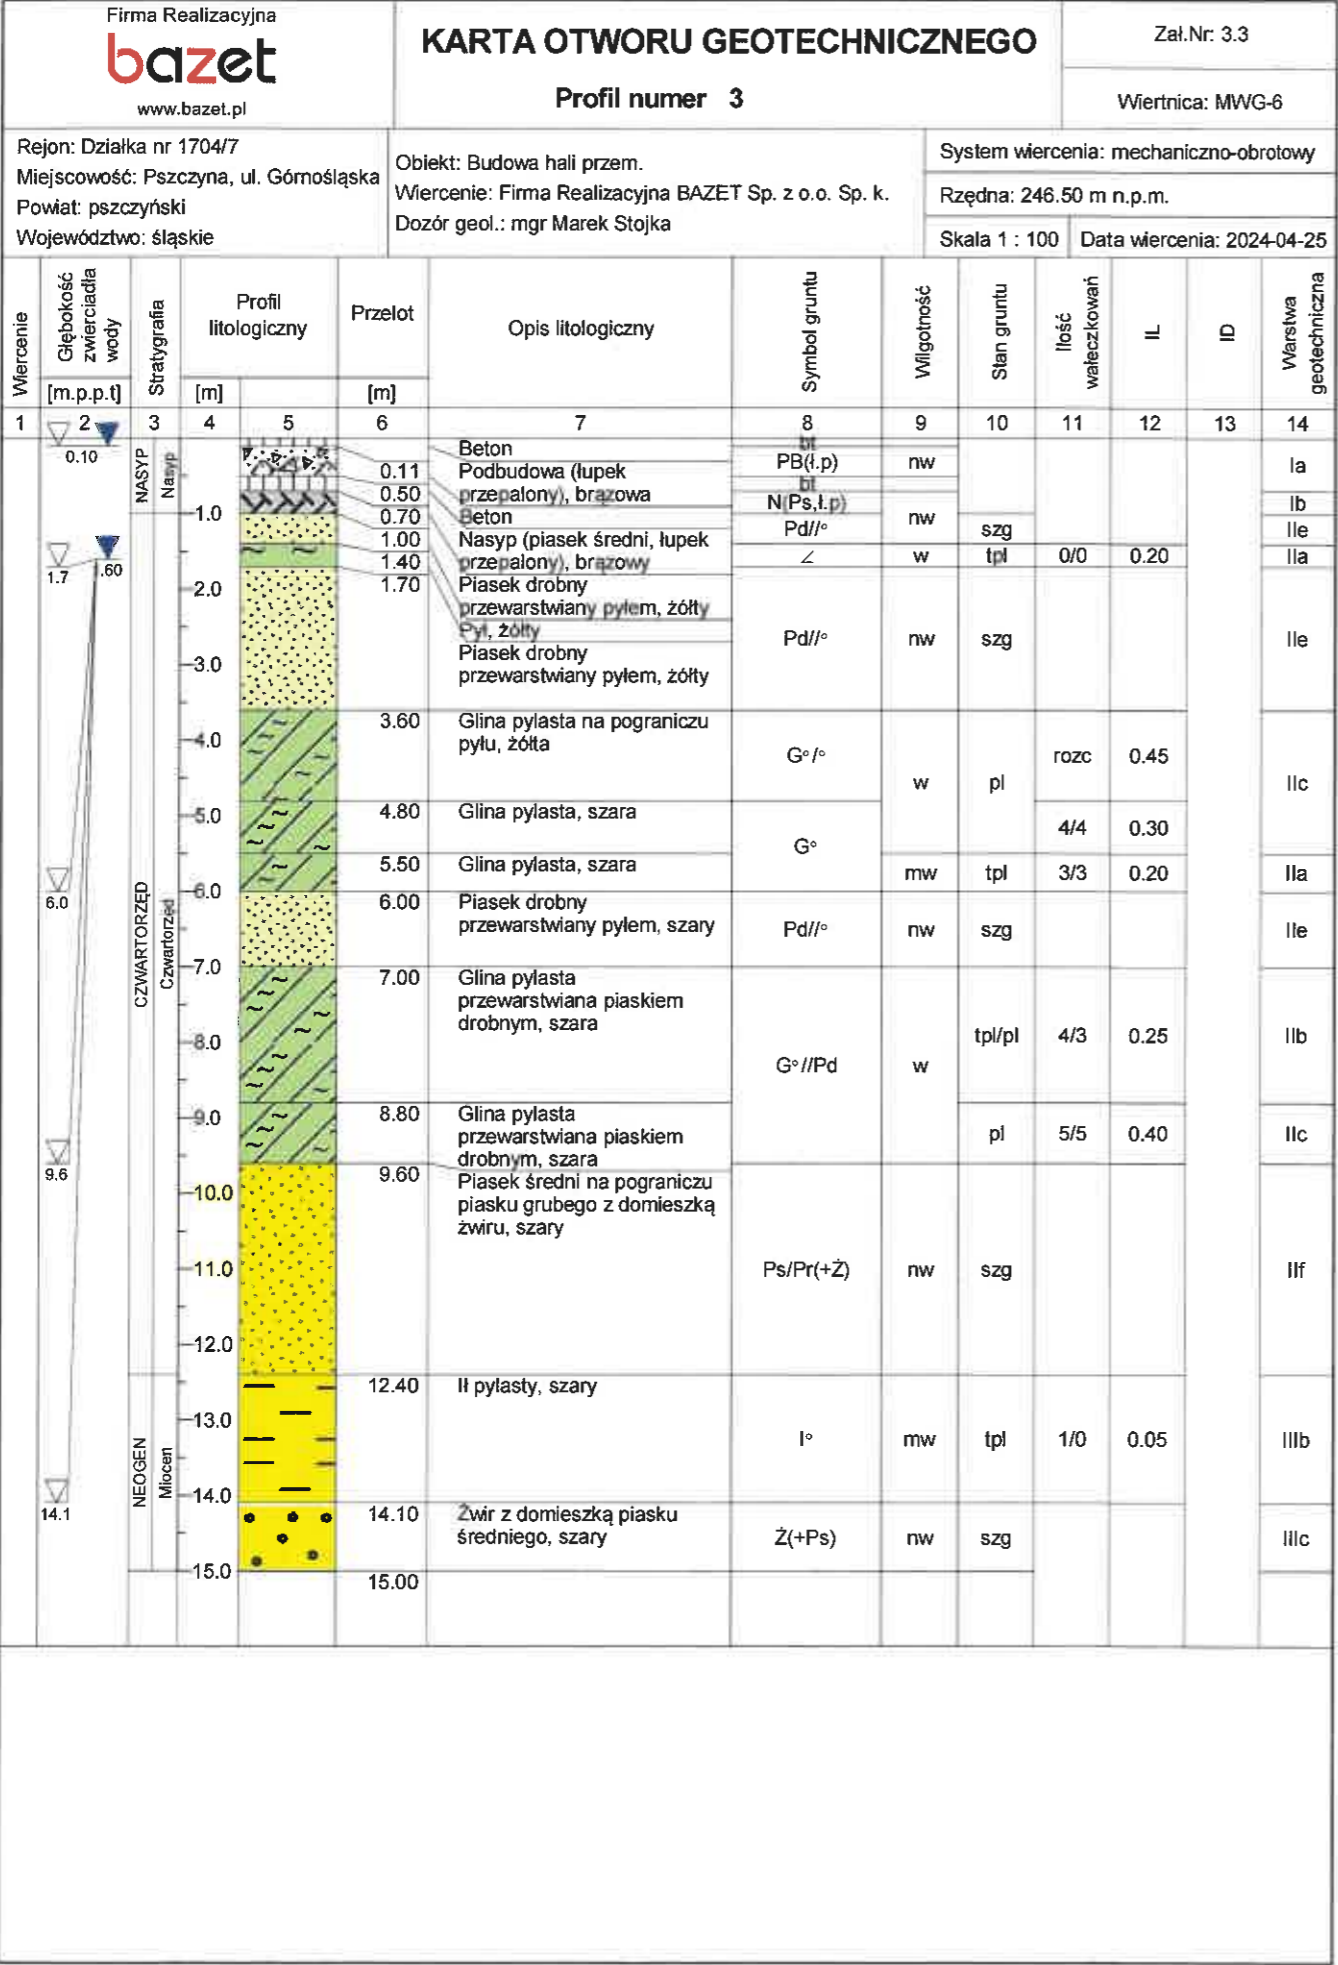 Firma Realizacyjna
bazet
www.bazet.pl
KARTA OTWORU GEOTECHNICZNEGO
Profil numer 3
Zał.Nr: 3.3
Wiertnica: MWG-6
Rejon: Działka nr 1704/7
Miejscowość: Pszczyna, ul. Górnośląska
Powiat: pszczyński
Województwo: śląskie
Obiekt: Budowa hali przem.
Wiercenie: Firma Realizacyjna BAZET Sp. z o.o. Sp. k.
Dozór geol.: mgr Marek Stojka
System wiercenia: mechaniczno-obrotowy
Rzędna: 246.50 m n.p.m.
Skala 1 : 100 Data wiercenia: 2024-04-25
Wiercenie
Głębokość zwierciadła wody
[m.p.p.t]
Stratygrafia
Profil litologiczny
[m]
Przelot
[m]
Opis litologiczny
Symbol gruntu
Wilgotność
Stan gruntu
Ilość wałeczkowań
IL
ID
Warstwa geotechniczna
1 2 3 4 5 6 7 8 9 10 11 12 13 14
0.10
NASYP
Nasyp
Beton
bt
0.11 Podbudowa (łupek
przepalony), brązowa
PB(ł.p) nw Ia
0.50
Beton
bt
0.70 Nasyp (piasek średni, łupek
przepalony), brązowy
N(Ps,ł.p) nw Ib
1.0
1.00 Piasek drobny
przewarstwiany pyłem, żółty
Pd//° szg IIe
1.40 Pył, żółty
∠ w tpl 0/0 0.20 IIa
1.7 1.60
1.70 Piasek drobny
przewarstwiany pyłem, żółty
Pd//° nw szg IIe
2.0
3.0
3.60 Glina pylasta na pograniczu
pyłu, żółta
G°/° w pl rozc 0.45 IIc
4.0
4.80 Glina pylasta, szara
G° 4/4 0.30
5.0
5.50 Glina pylasta, szara
mw tpl 3/3 0.20 IIa
6.0
6.0
6.00 Piasek drobny
przewarstwiany pyłem, szary
Pd//° nw szg IIe
CZWARTORZĘD
Czwartorzęd
7.0
7.00 Glina pylasta
przewarstwiana piaskiem
drobnym, szara
G°//Pd w tpl/pl 4/3 0.25 IIb
8.0
8.80 Glina pylasta
przewarstwiana piaskiem
drobnym, szara
pl 5/5 0.40 IIc
9.0
9.6
9.60 Piasek średni na pograniczu
piasku grubego z domieszką
żwiru, szary
Ps/Pr(+Ż) nw szg IIf
10.0
11.0
12.0
12.40 Ił pylasty, szary
I° mw tpl 1/0 0.05 IIIb
13.0
NEOGEN
Miocen
14.0
14.1
14.10 Żwir z domieszką piasku
średniego, szary
Ż(+Ps) nw szg IIIc
15.0
15.00